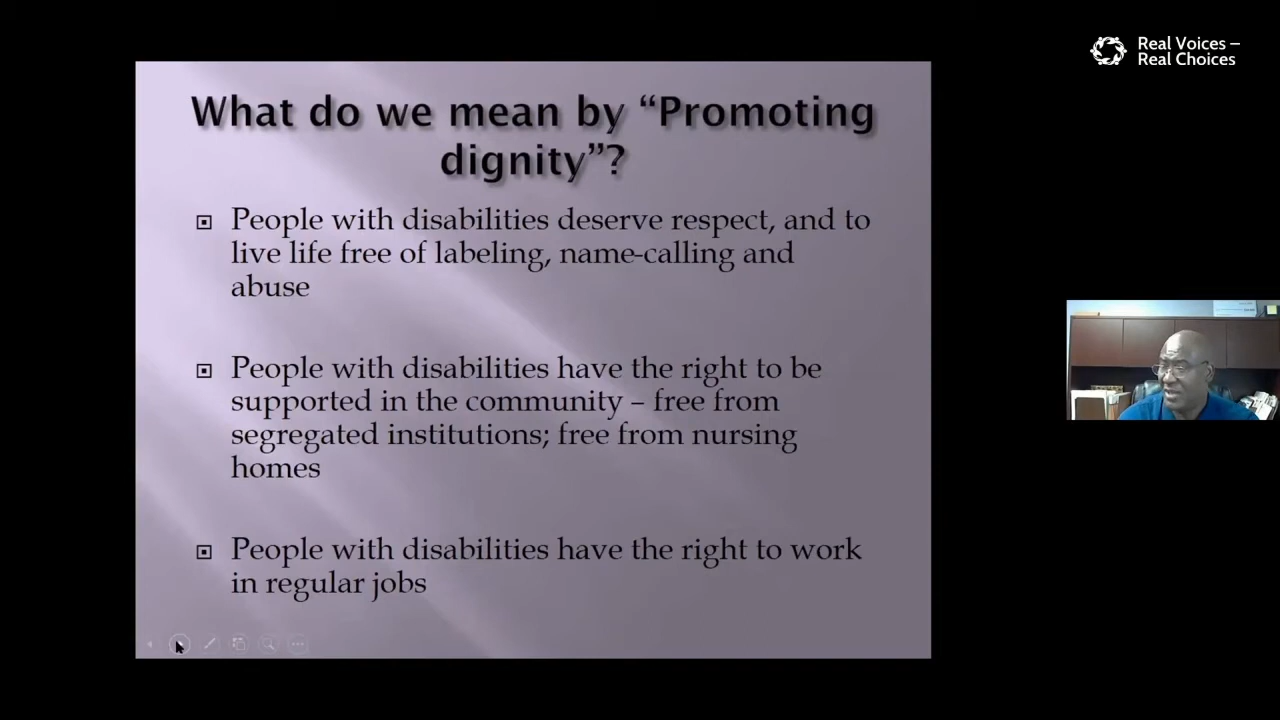 Real Voices –
Real Choices
What do we mean by “Promoting
dignity”?
People with disabilities deserve respect, and to
live life free of labeling, name-calling and
abuse
People with disabilities have the right to be
supported in the community – free from
segregated institutions; free from nursing
homes
People with disabilities have the right to work
in regular jobs